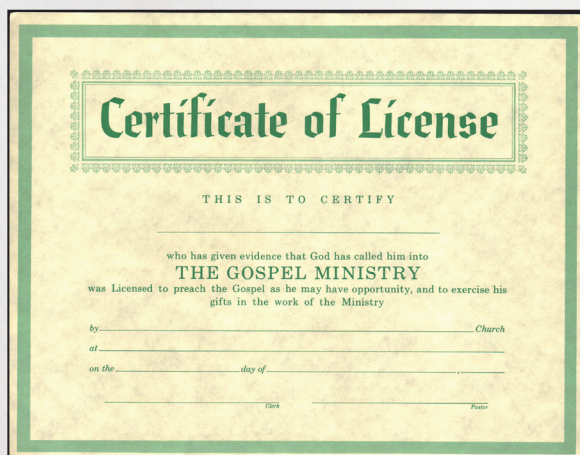 Certificate of License
THIS IS TO CERTIFY
who has given evidence that God has called him into
THE GOSPEL MINISTRY
was Licensed to preach the Gospel as he may have opportunity, and to exercise his
gifts in the work of the Ministry
by Church
at
on the day of ,
Clerk Pastor